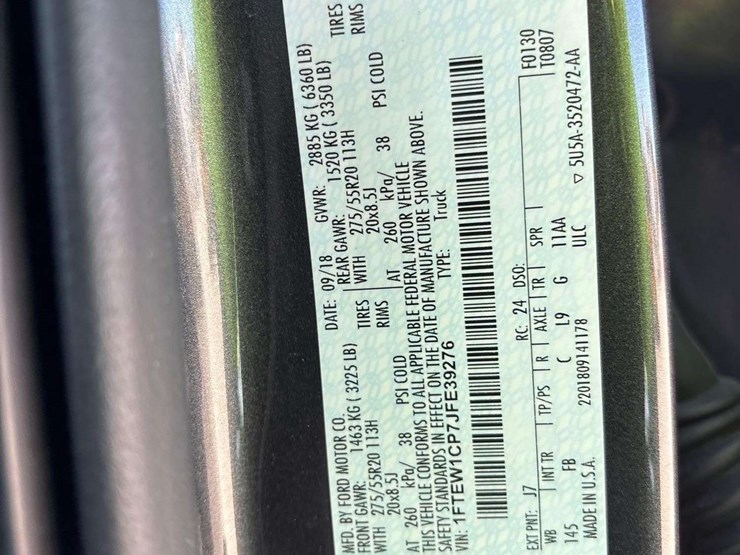 MFD. BY FORD MOTOR CO.
DATE: 09/18 GVWR: 2885 KG ( 6360 LB)
FRONT GAWR: REAR GAWR:
1463 KG ( 3225 LB) 1520 KG ( 3350 LB)
WITH 275/55R20 113H TIRES WITH 275/55R20 113H TIRES
20x8.5J RIMS 20x8.5J RIMS
AT 260 kPa/ 38 PSI COLD AT 260 kPa/ 38 PSI COLD
THIS VEHICLE CONFORMS TO ALL APPLICABLE FEDERAL MOTOR VEHICLE
SAFETY STANDARDS IN EFFECT ON THE DATE OF MANUFACTURE SHOWN ABOVE.
VIN: 1FTEW1CP7JFE39276 TYPE: Truck
EXT PNT: J7 RC: 24 DSO: F0130
T0807
WB INT TR TP/PS R AXLE TR SPR
145 FB C L9 G 11AA
MADE IN U.S.A. 2201809141178 ULC ▽ 5U5A-3520472-AA